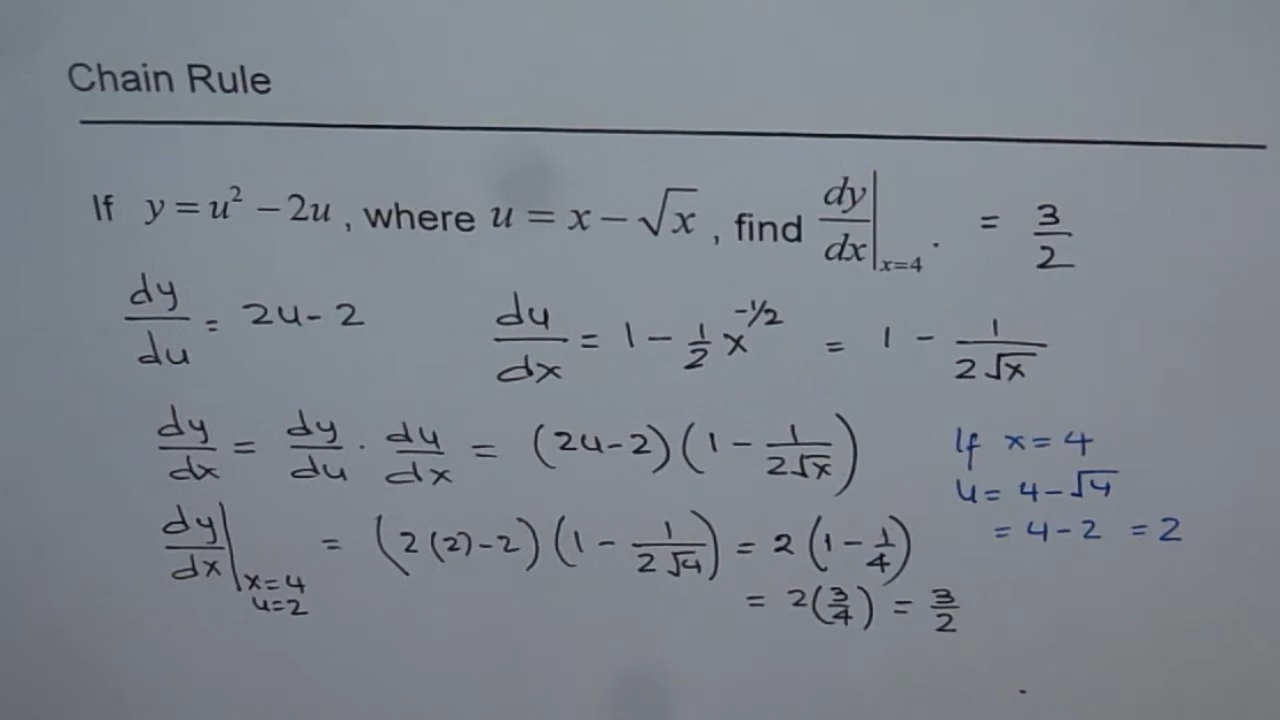 Chain Rule
If y = u² − 2u , where u = x − √x , find dy/dx |x=4 . = 3/2
dy/du = 2u − 2    du/dx = 1 − 1/2 x^(−1/2) = 1 − 1/(2√x)
dy/dx = dy/du · du/dx = (2u−2)(1 − 1/(2√x))
If x = 4
u = 4 − √4
= 4 − 2 = 2
dy/dx |x=4 u=2 = (2(2)−2)(1 − 1/(2√4)) = 2(1 − 1/4)
= 2(3/4) = 3/2